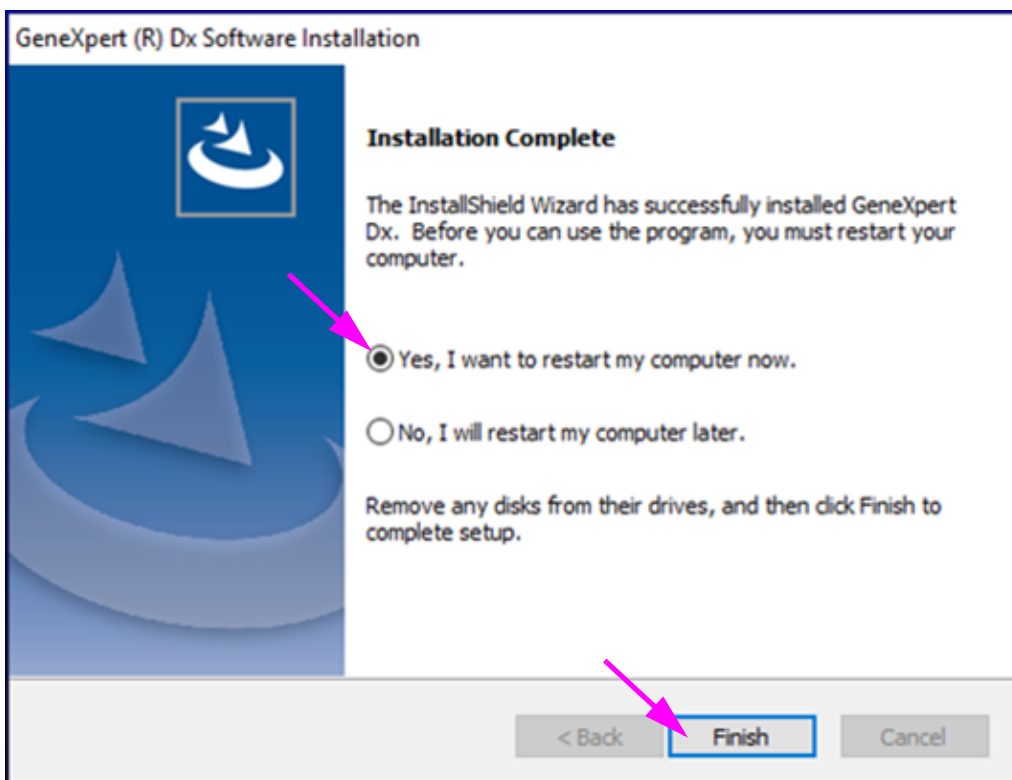 GeneXpert (R) Dx Software Installation
Installation Complete
The InstallShield Wizard has successfully installed GeneXpert
Dx.  Before you can use the program, you must restart your
computer.
Yes, I want to restart my computer now.
No, I will restart my computer later.
Remove any disks from their drives, and then click Finish to
complete setup.
< Back
Finish
Cancel